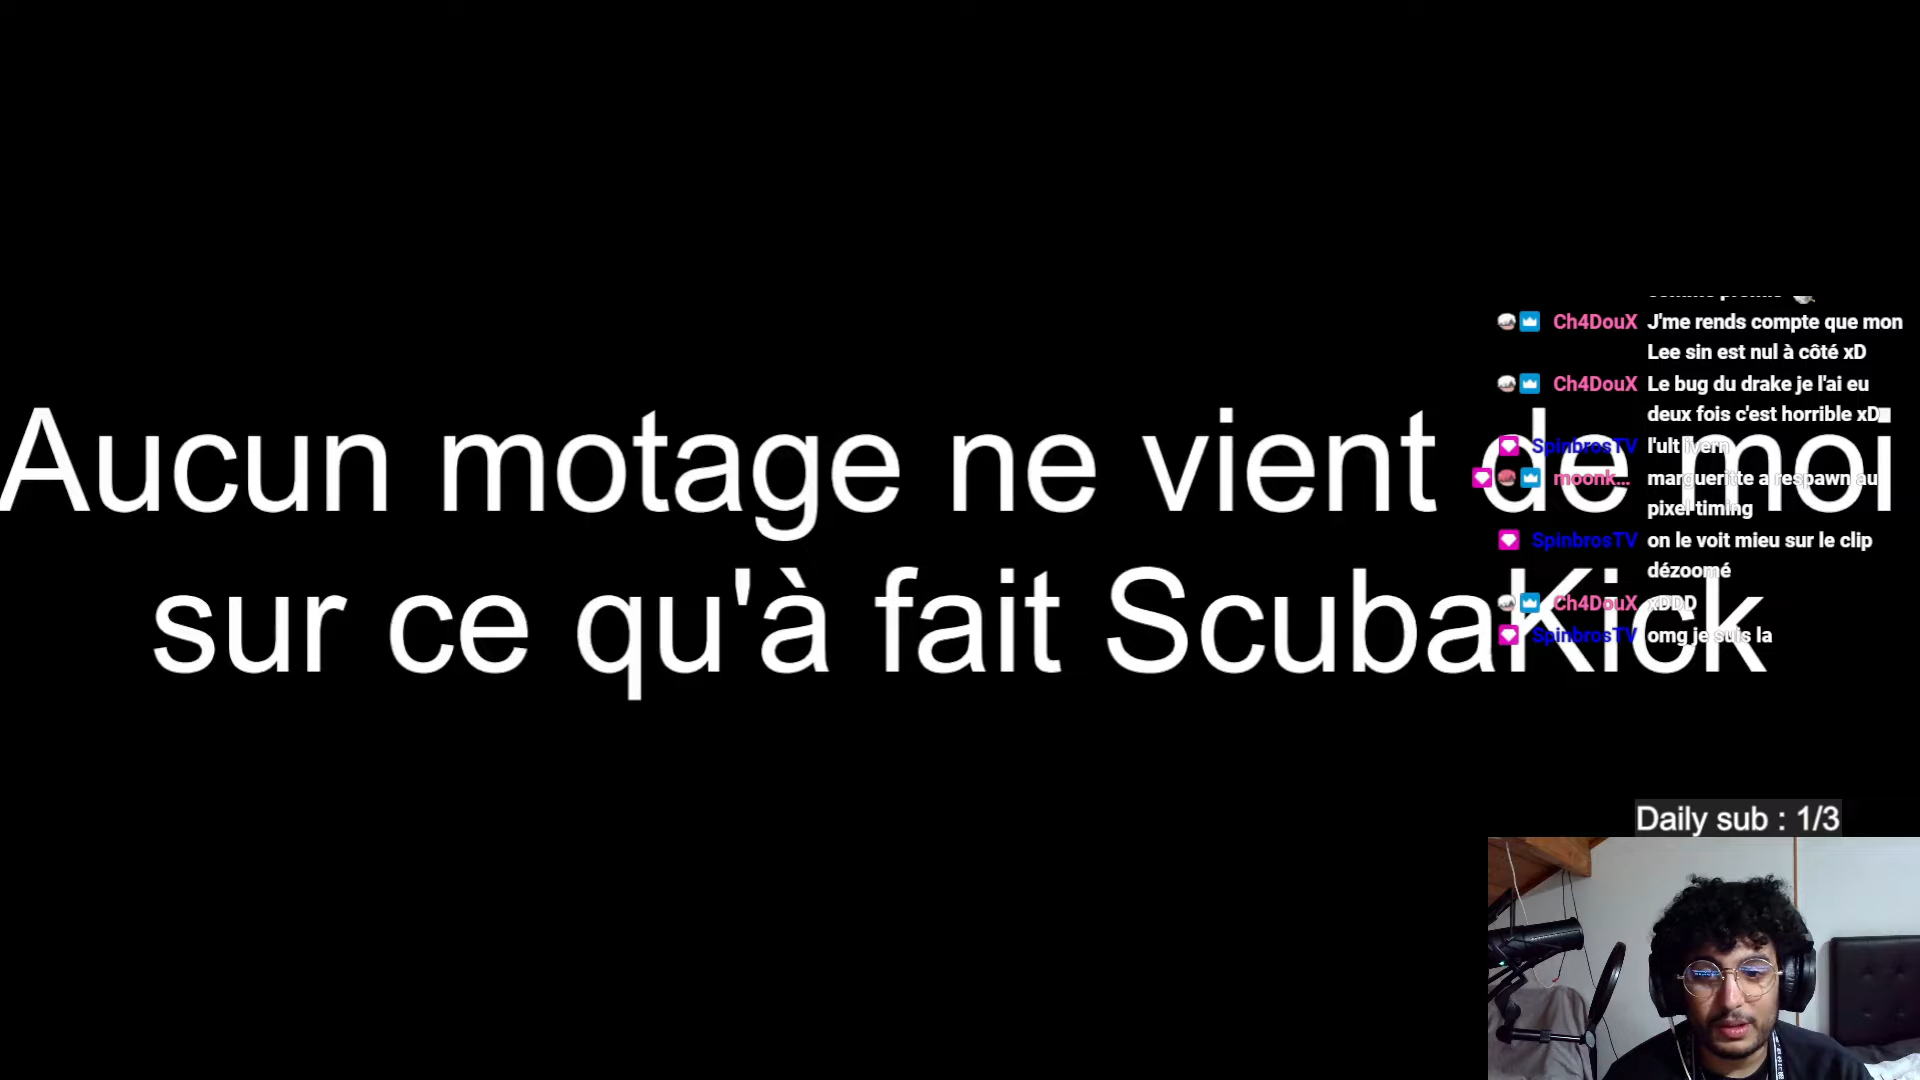 Aucun motage ne vient de moi
sur ce qu'à fait ScubaKick
Ch4DouX J'me rends compte que mon
Lee sin est nul à côté xD
Ch4DouX Le bug du drake je l'ai eu
deux fois c'est horrible xD
SpinbrosTV l'ult ivern
moonk... margueritte a respawn au
pixel timing
SpinbrosTV on le voit mieu sur le clip
dézoomé
Ch4DouX xDDD
SpinbrosTV omg je suis la
Daily sub : 1/3